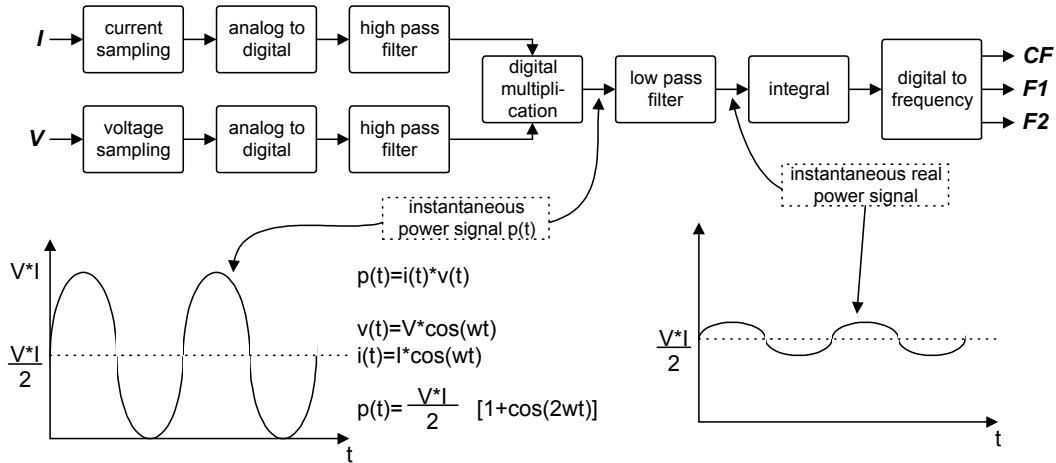 I
current
sampling
analog to
digital
high pass
filter
V
voltage
sampling
analog to
digital
high pass
filter
digital
multipli-
cation
low pass
filter
integral
digital to
frequency
CF
F1
F2
instantaneous
power signal p(t)
instantaneous real
power signal
V*I
V*I
2
t
p(t)=i(t)*v(t)
v(t)=V*cos(wt)
i(t)=I*cos(wt)
p(t)= V*I
2 [1+cos(2wt)]
V*I
2
t